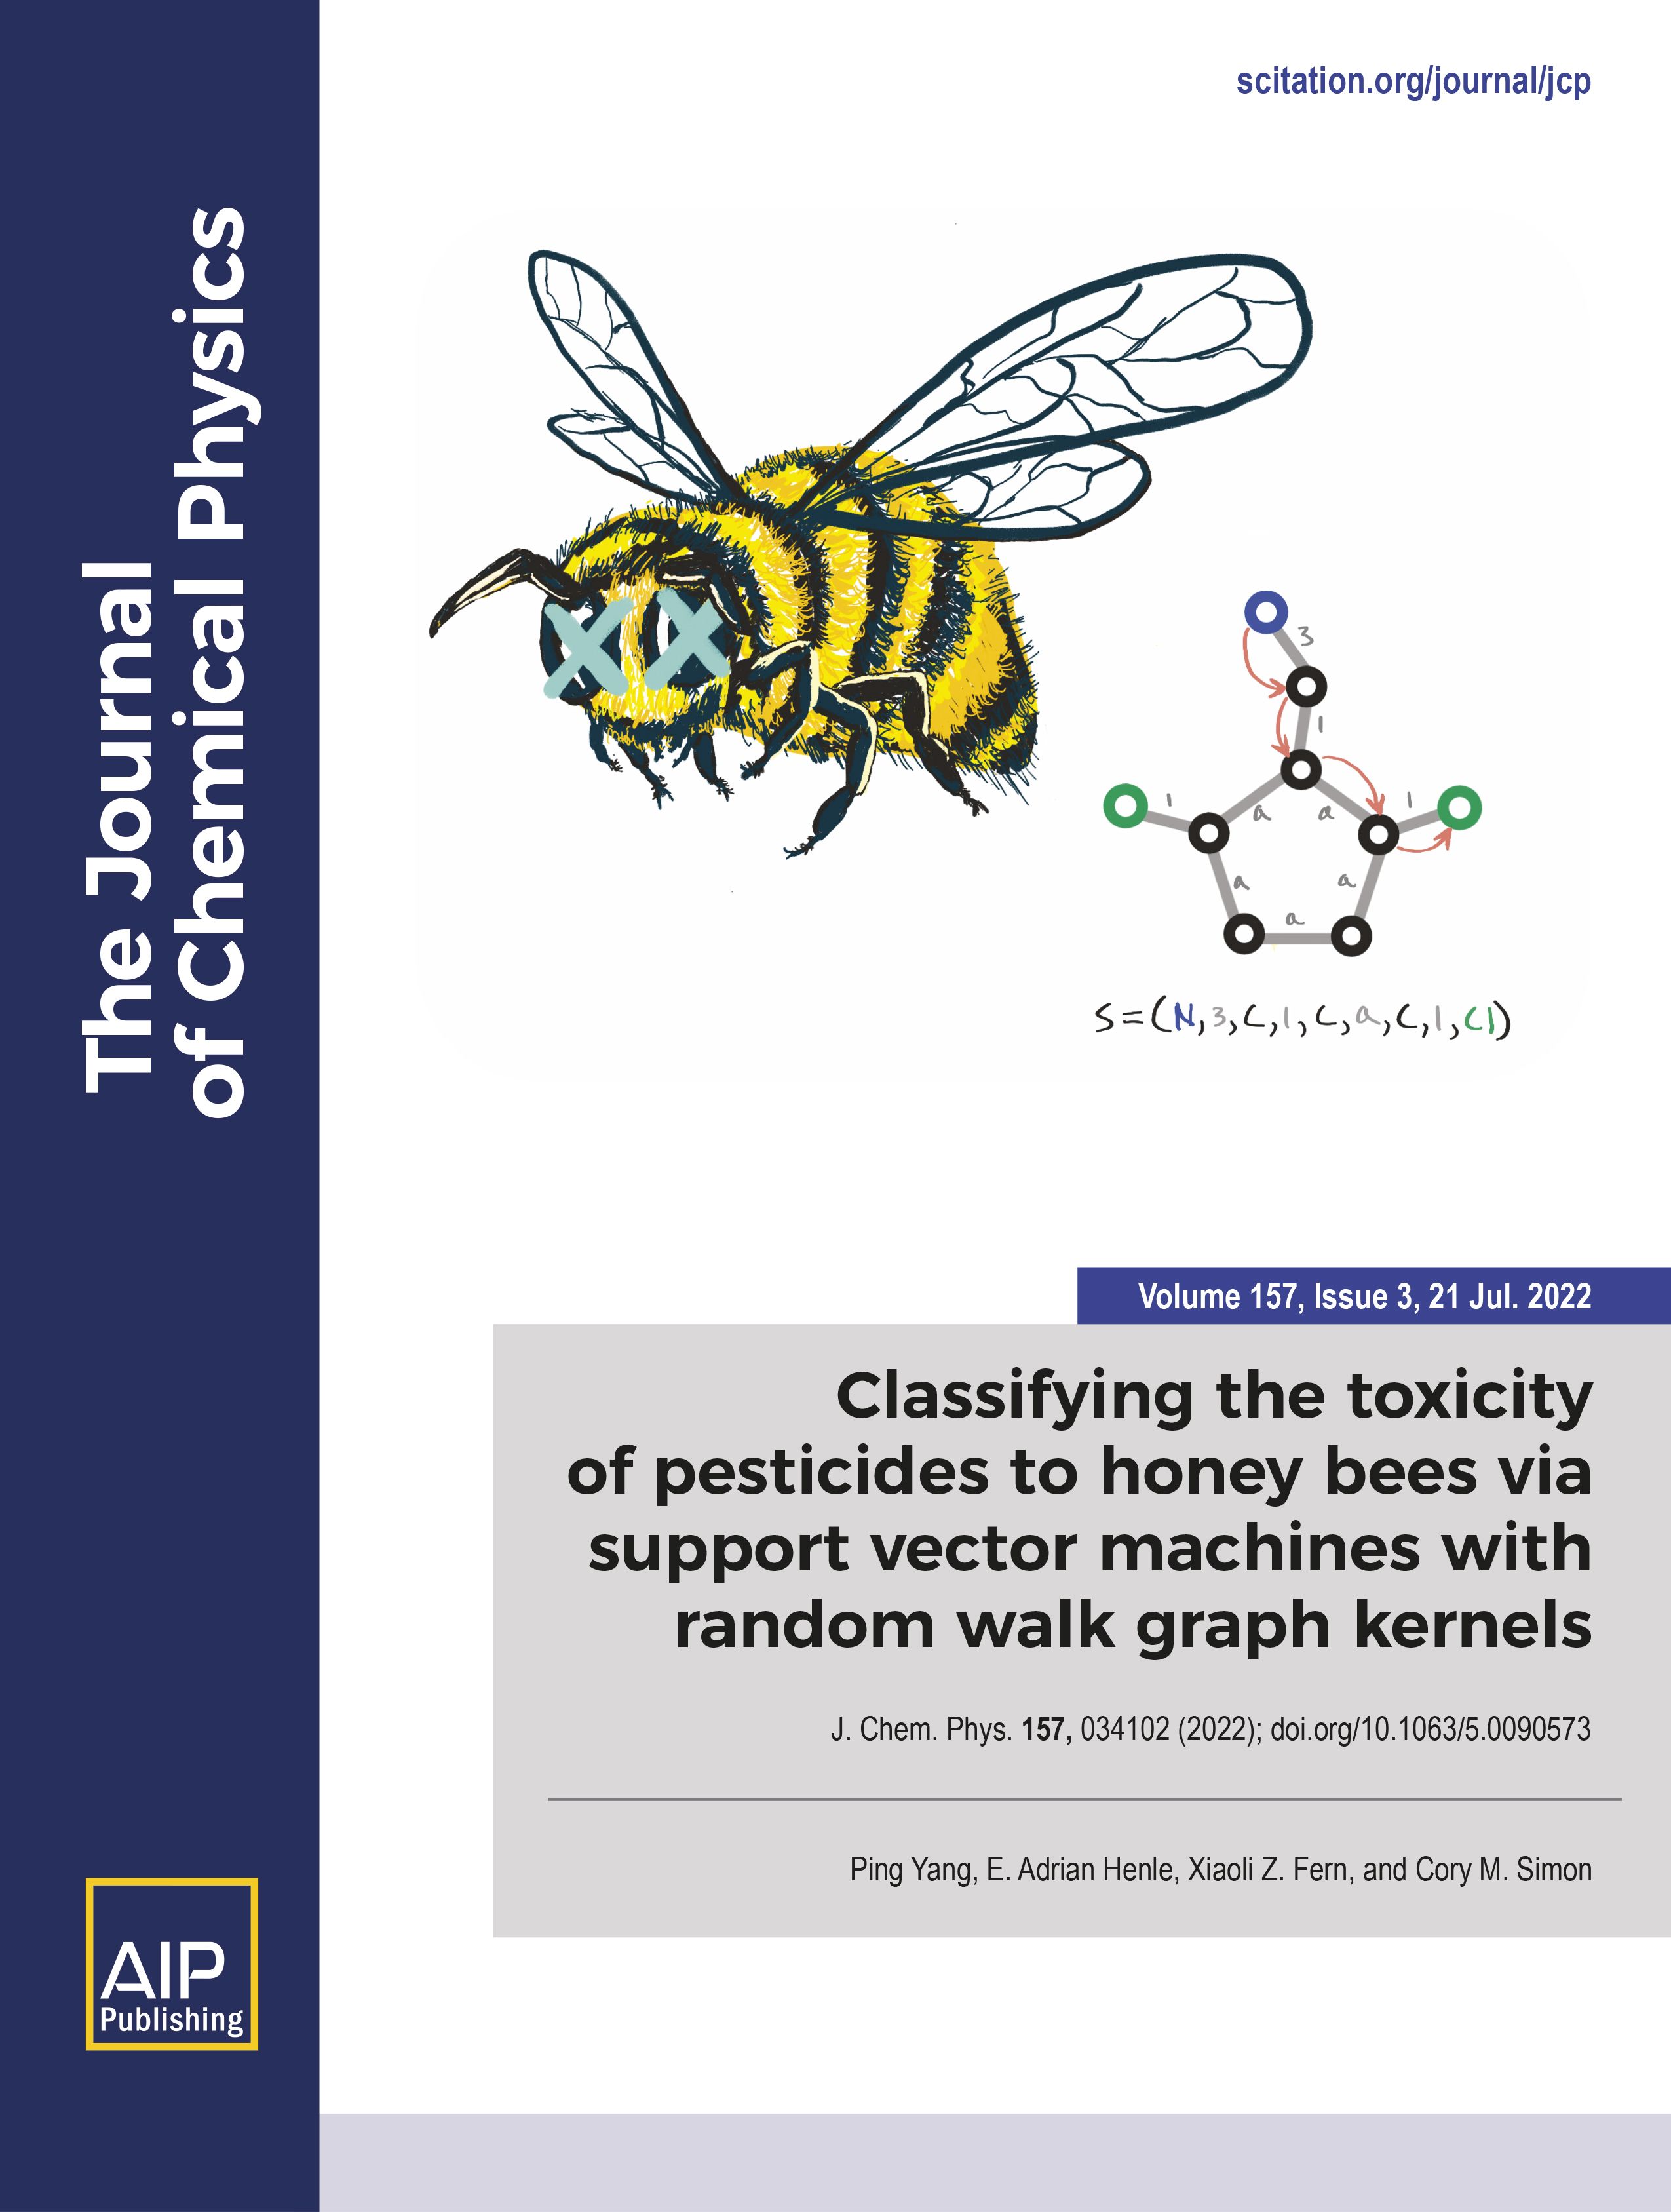 scitation.org/journal/jcp
The Journal
of Chemical Physics
3
1
1
a
a
1
a
a
a
S=(N,3,C,1,C,a,C,1,Cl)
Volume 157, Issue 3, 21 Jul. 2022
Classifying the toxicity
of pesticides to honey bees via
support vector machines with
random walk graph kernels
J. Chem. Phys. 157, 034102 (2022); doi.org/10.1063/5.0090573
Ping Yang, E. Adrian Henle, Xiaoli Z. Fern, and Cory M. Simon
AIP
Publishing